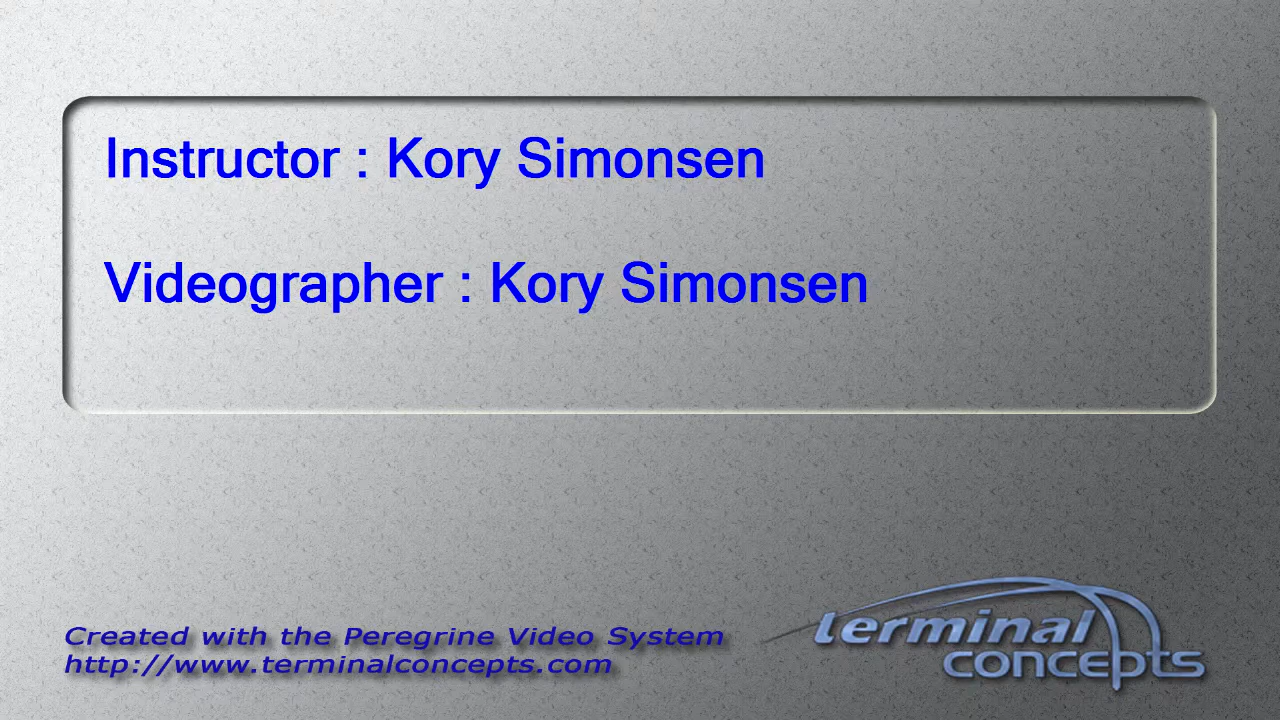 Instructor : Kory Simonsen
Videographer : Kory Simonsen
Created with the Peregrine Video System
http://www.terminalconcepts.com
terminal
concepts